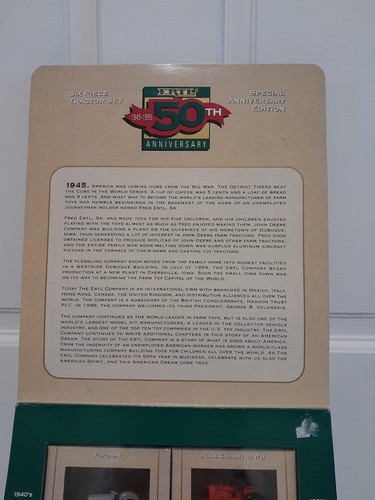 SIX PIECE
TRACTOR SET
ERTL
1945-1995
50TH
ANNIVERSARY
SPECIAL
ANNIVERSARY
EDITION
1945. AMERICA WAS COMING HOME FROM THE BIG WAR. THE DETROIT TIGERS BEAT
THE CUBS IN THE WORLD SERIES. A CUP OF COFFEE WAS 5 CENTS AND A LOAF OF BREAD
WAS 9 CENTS. AND WHAT WAS TO BECOME THE WORLD'S LEADING MANUFACTURER OF FARM
TOYS HAD HUMBLE BEGINNINGS IN THE BASEMENT OF THE HOME OF AN UNEMPLOYED
JOURNEYMAN MOLDER NAMED FRED ERTL, SR.
FRED ERTL, SR. HAD MADE TOYS FOR HIS FIVE CHILDREN, AND HIS CHILDREN ENJOYED
PLAYING WITH THE TOYS ALMOST AS MUCH AS FRED ENJOYED MAKING THEM. JOHN DEERE
COMPANY WAS BUILDING A PLANT ON THE OUTSKIRTS OF HIS HOMETOWN OF DUBUQUE,
IOWA, THUS GENERATING A LOT OF INTEREST IN JOHN DEERE FARM TRACTORS. FRED SOON
OBTAINED LICENSES TO PRODUCE REPLICAS OF JOHN DEERE AND OTHER FARM TRACTORS,
AND THE ENTIRE FAMILY WAS SOON MELTING DOWN WAR SURPLUS ALUMINUM AIRCRAFT
PISTONS IN THE FURNACE OF THEIR HOME AND CASTING TOY TRACTORS.
THE FLEDGLING COMPANY SOON MOVED FROM THE FAMILY HOME INTO MODEST FACILITIES
IN A WESTSIDE DUBUQUE BUILDING. IN JULY OF 1959, THE ERTL COMPANY BEGAN
PRODUCTION AT A NEW PLANT IN DYERSVILLE, IOWA. SOON THE SMALL IOWA TOWN WAS
ON ITS WAY TO BECOMING THE FARM TOY CAPITAL OF THE WORLD.
TODAY THE ERTL COMPANY IS AN INTERNATIONAL FIRM WITH BRANCHES IN MEXICO, ITALY,
HONG KONG, CANADA, THE UNITED KINGDOM, AND DISTRIBUTION ALLIANCES ALL OVER THE
WORLD. THE COMPANY IS A SUBSIDIARY OF THE BRITISH CONGLOMERATE, HANSON TRUST
PLC. IN 1988, THE COMPANY WELCOMED ITS THIRD PRESIDENT, GEORGE B. VOLANAKIS.
THE COMPANY CONTINUES AS THE WORLD LEADER IN FARM TOYS, BUT IS ALSO ONE OF THE
WORLD'S LARGEST MODEL KIT MANUFACTURERS, A LEADER IN THE COLLECTOR VEHICLE
INDUSTRY, AND ONE OF THE TOP TEN TOY COMPANIES IN THE U.S. TOY INDUSTRY. THE ERTL
COMPANY CONTINUES TO WRITE ADDITIONAL CHAPTERS IN THIS STORY OF AN AMERICAN
DREAM. THE STORY OF THE ERTL COMPANY IS A STORY OF WHAT IS GOOD ABOUT AMERICA.
FROM THE INGENUITY OF AN UNEMPLOYED AMERICAN WORKER HAS GROWN A WORLD-CLASS
MANUFACTURING COMPANY BUILDING TOYS FOR CHILDREN ALL OVER THE WORLD. AS THE
ERTL COMPANY CELEBRATES ITS 50TH YEAR IN BUSINESS, CELEBRATE WITH US ALSO THE
AMERICAN SPIRIT, AND THIS AMERICAN DREAM COME TRUE.
FORDSON
ALLIS-CHALMERS WD
1940's